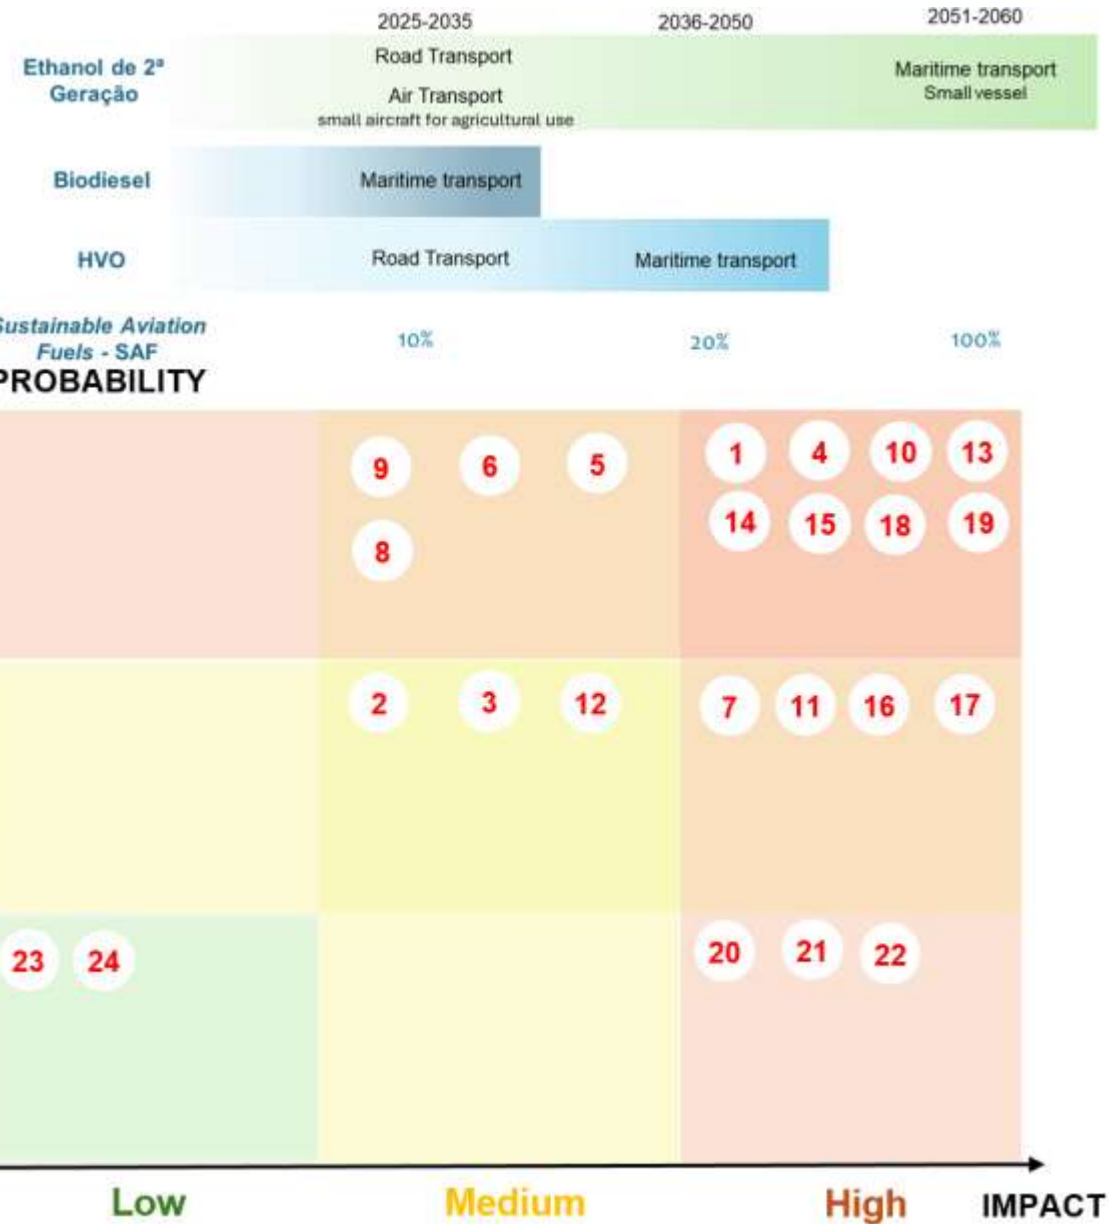 2025-2035 2036-2050 2051-2060
Ethanol de 2ª
Geração
Road Transport
Air Transport
small aircraft for agricultural use
Maritime transport
Small vessel
Biodiesel Maritime transport
HVO Road Transport Maritime transport
Sustainable Aviation
Fuels - SAF
10% 20% 100%
PROBABILITY
9 6 5 1 4 10 13
8 14 15 18 19
2 3 12 7 11 16 17
23 24 20 21 22
Low Medium High IMPACT